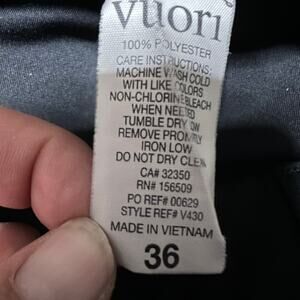 vuori
100% POLYESTER
CARE INSTRUCTIONS:
MACHINE WASH COLD
WITH LIKE COLORS
NON-CHLORINE BLEACH
WHEN NEEDED
TUMBLE DRY LOW
REMOVE PROMPTLY
IRON LOW
DO NOT DRY CLEAN
CA# 32350
RN# 156509
PO REF# 00629
STYLE REF# V430
MADE IN VIETNAM
36